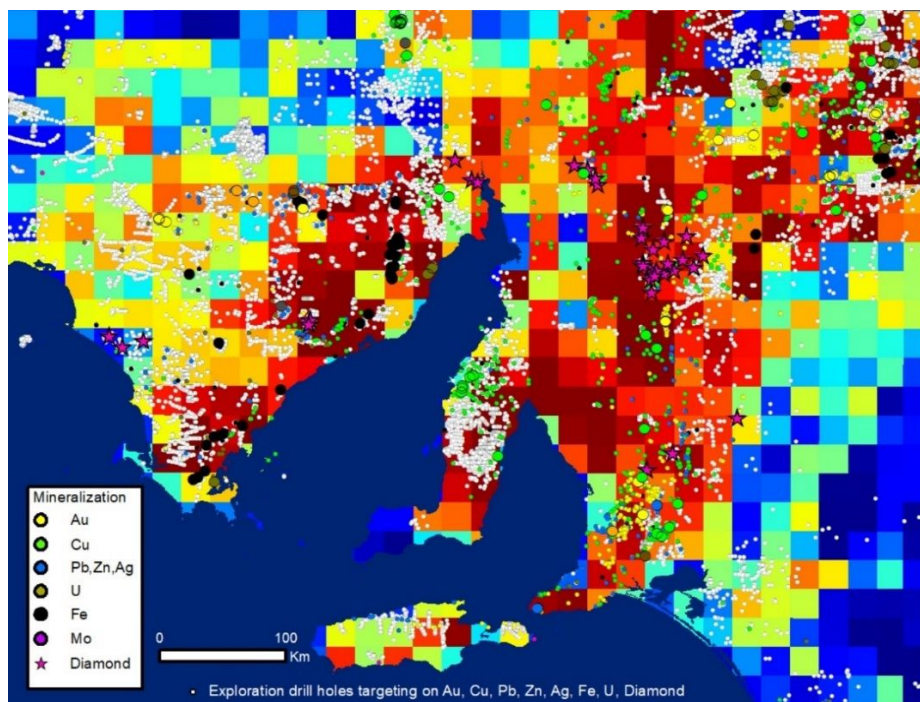 Mineralization
Au
Cu
Pb,Zn,Ag
U
Fe
Mo
Diamond
0 100
Km
Exploration drill holes targeting on Au, Cu, Pb, Zn, Ag, Fe, U, Diamond